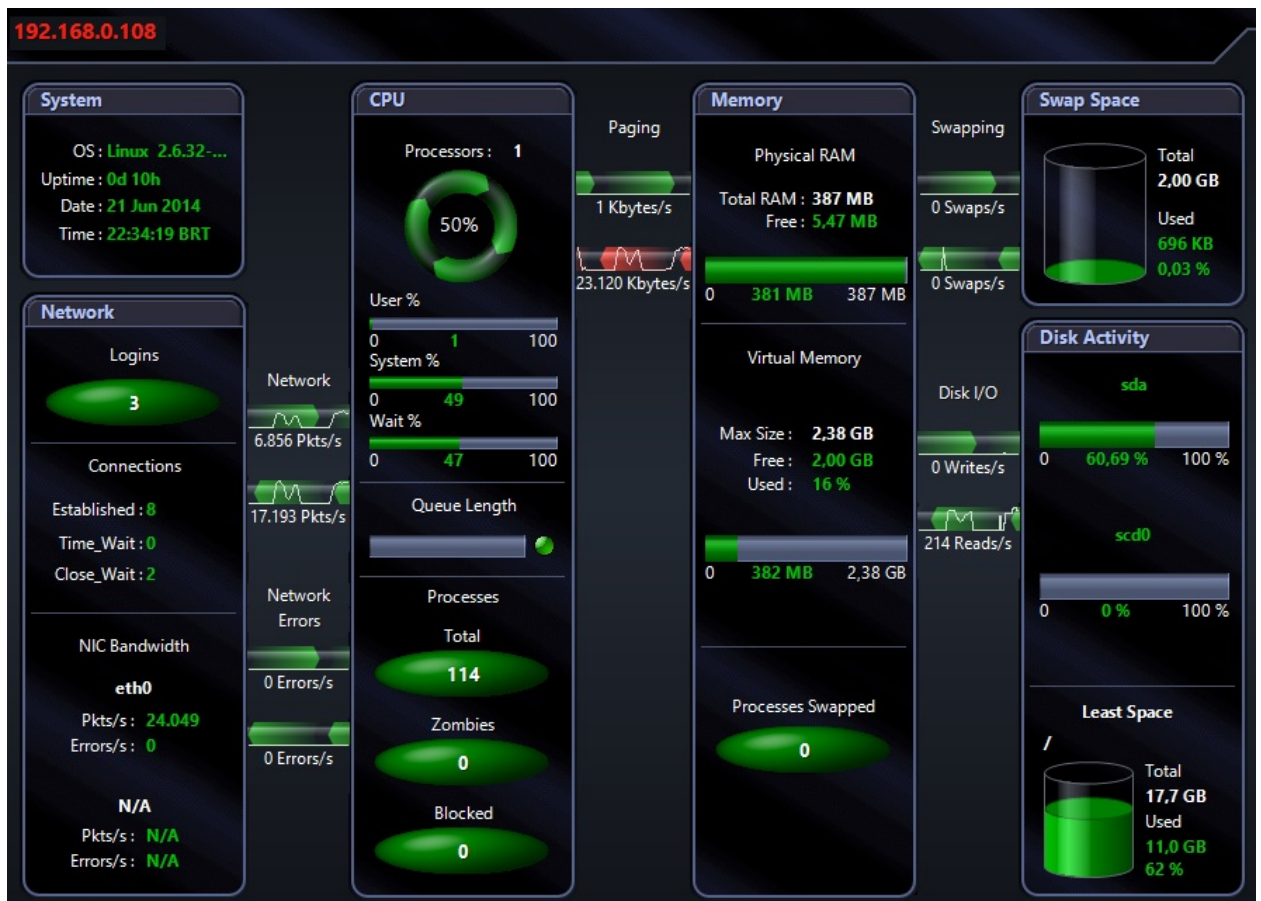 192.168.0.108
System
OS : Linux 2.6.32-...
Uptime : 0d 10h
Date : 21 Jun 2014
Time : 22:34:19 BRT
Network
Logins
3
Connections
Established : 8
Time_Wait : 0
Close_Wait : 2
NIC Bandwidth
eth0
Pkts/s : 24.049
Errors/s : 0
N/A
Pkts/s : N/A
Errors/s : N/A
Network
6.856 Pkts/s
17.193 Pkts/s
Network
Errors
0 Errors/s
0 Errors/s
CPU
Processors : 1
50%
User %
0 1 100
System %
0 49 100
Wait %
0 47 100
Queue Length
Processes
Total
114
Zombies
0
Blocked
0
Paging
1 Kbytes/s
23.120 Kbytes/s
Memory
Physical RAM
Total RAM : 387 MB
Free : 5,47 MB
0 381 MB 387 MB
Virtual Memory
Max Size : 2,38 GB
Free : 2,00 GB
Used : 16 %
0 382 MB 2,38 GB
Processes Swapped
0
Swapping
0 Swaps/s
0 Swaps/s
Disk I/O
0 Writes/s
214 Reads/s
Swap Space
Total
2,00 GB
Used
696 KB
0,03 %
Disk Activity
sda
0 60,69 % 100 %
scd0
0 0 % 100 %
Least Space
/
Total
17,7 GB
Used
11,0 GB
62 %